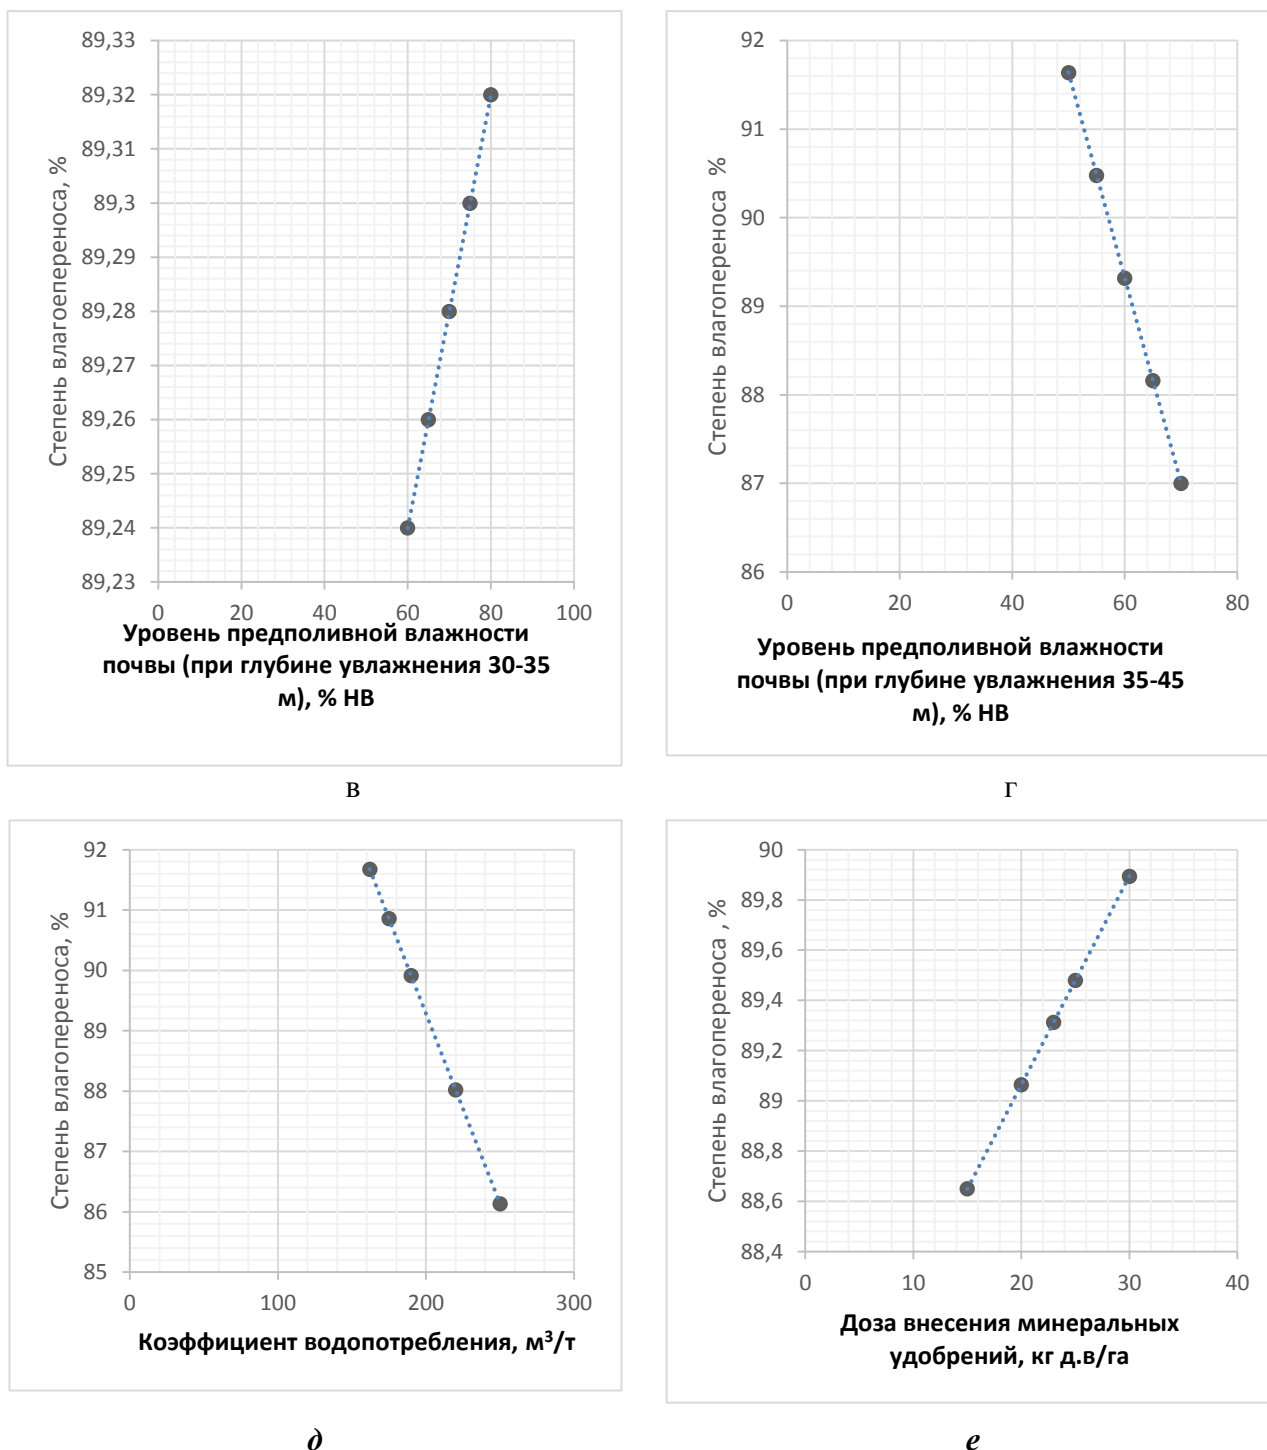 89,33
89,32
89,31
89,3
89,29
89,28
89,27
89,26
89,25
89,24
89,23
Степень влагоепереноса, %
0 20 40 60 80 100
Уровень предполивной влажности
почвы (при глубине увлажнения 30-35
м), % НВ
в
92
91
90
89
88
87
86
Степень влагопереноса %
0 20 40 60 80
Уровень предполивной влажности
почвы (при глубине увлажнения 35-45
м), % НВ
г
92
91
90
89
88
87
86
85
Степень влагопереноса, %
0 100 200 300
Коэффициент водопотребления, м³/т
д
90
89,8
89,6
89,4
89,2
89
88,8
88,6
88,4
Степень влагопереноса , %
0 10 20 30 40
Доза внесения минеральных
удобрений, кг д.в/га
е